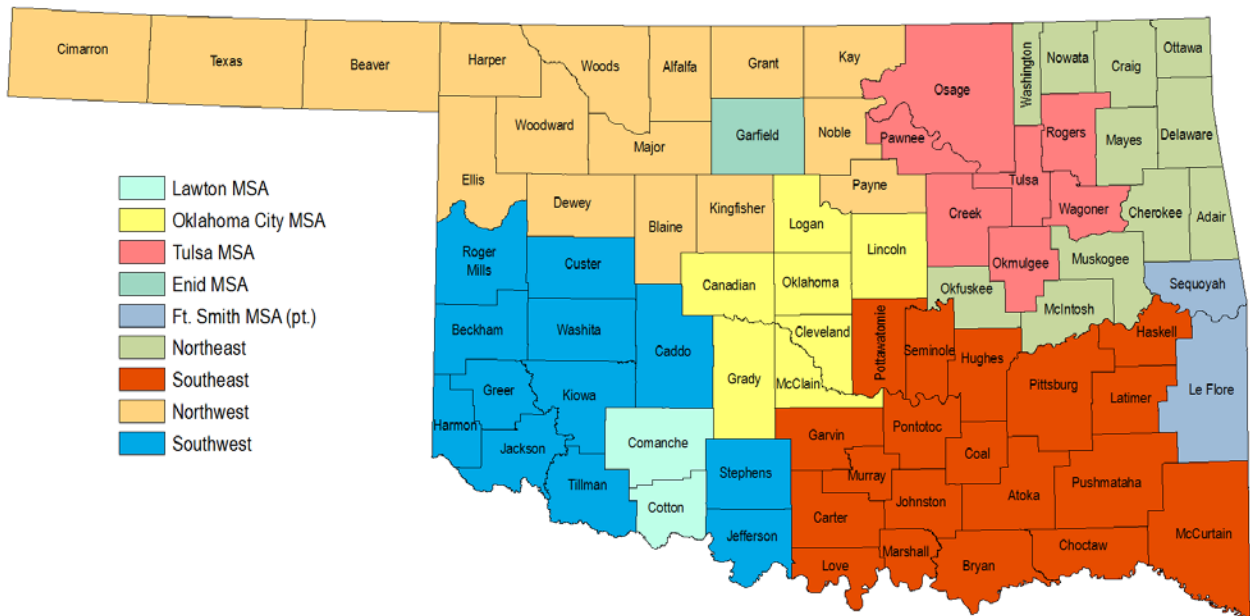 Cimarron
Texas
Beaver
Harper
Woods
Alfalfa
Grant
Kay
Osage
Washington
Nowata
Craig
Ottawa
Woodward
Major
Garfield
Noble
Pawnee
Rogers
Mayes
Delaware
Ellis
Dewey
Blaine
Kingfisher
Logan
Payne
Creek
Tulsa
Wagoner
Cherokee
Adair
Lawton MSA
Oklahoma City MSA
Tulsa MSA
Enid MSA
Ft. Smith MSA (pt.)
Northeast
Southeast
Northwest
Southwest
Roger
Mills
Custer
Canadian
Oklahoma
Lincoln
Okfuskee
Okmulgee
Muskogee
McIntosh
Sequoyah
Beckham
Washita
Caddo
Grady
Cleveland
McClain
Pottawatomie
Seminole
Hughes
Pittsburg
Haskell
Latimer
Le Flore
Harmon
Greer
Kiowa
Jackson
Comanche
Tillman
Cotton
Stephens
Jefferson
Garvin
Pontotoc
Coal
Murray
Johnston
Atoka
Pushmataha
McCurtain
Carter
Love
Marshall
Bryan
Choctaw